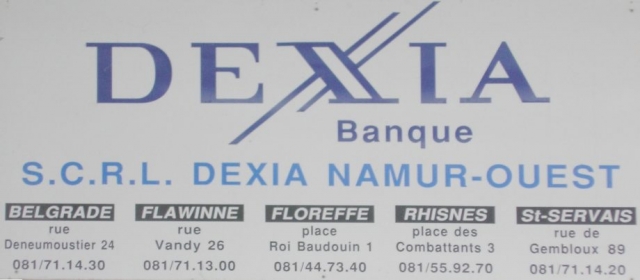 DEXIA
Banque
S.C.R.L. DEXIA NAMUR-OUEST
BELGRADE
rue
Deneumoustier 24
081/71.14.30
FLAWINNE
rue
Vandy 26
081/71.13.00
FLOREFFE
place
Roi Baudouin 1
081/44.73.40
RHISNES
place des
Combattants 3
081/55.92.70
St-SERVAIS
rue de
Gembloux 89
081/71.14.20